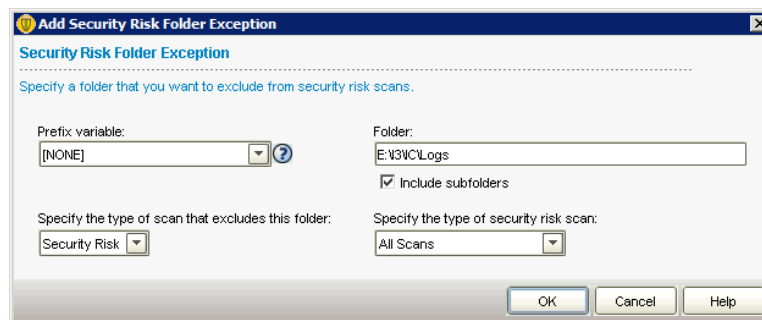 Add Security Risk Folder Exception
Security Risk Folder Exception
Specify a folder that you want to exclude from security risk scans.
Prefix variable:
[NONE]
Folder:
E:\I3\IC\Logs
Include subfolders
Specify the type of scan that excludes this folder:
Security Risk
Specify the type of security risk scan:
All Scans
OK
Cancel
Help